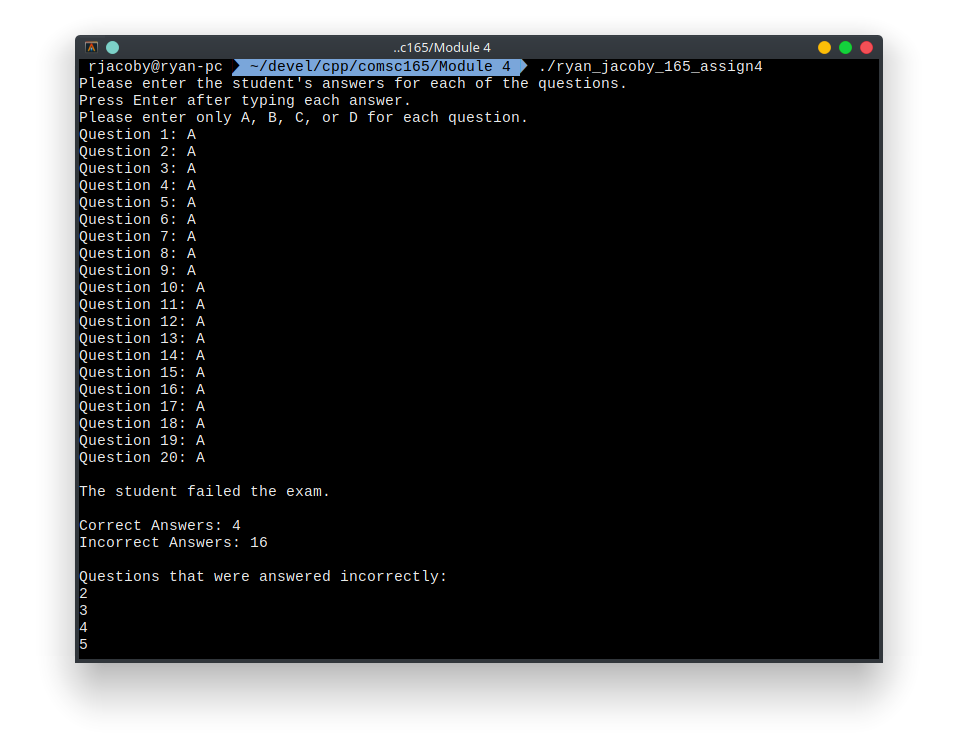 ..c165/Module 4
rjacoby@ryan-pc ~/devel/cpp/comsc165/Module 4 ./ryan_jacoby_165_assign4
Please enter the student's answers for each of the questions.
Press Enter after typing each answer.
Please enter only A, B, C, or D for each question.
Question 1: A
Question 2: A
Question 3: A
Question 4: A
Question 5: A
Question 6: A
Question 7: A
Question 8: A
Question 9: A
Question 10: A
Question 11: A
Question 12: A
Question 13: A
Question 14: A
Question 15: A
Question 16: A
Question 17: A
Question 18: A
Question 19: A
Question 20: A
The student failed the exam.
Correct Answers: 4
Incorrect Answers: 16
Questions that were answered incorrectly:
2
3
4
5